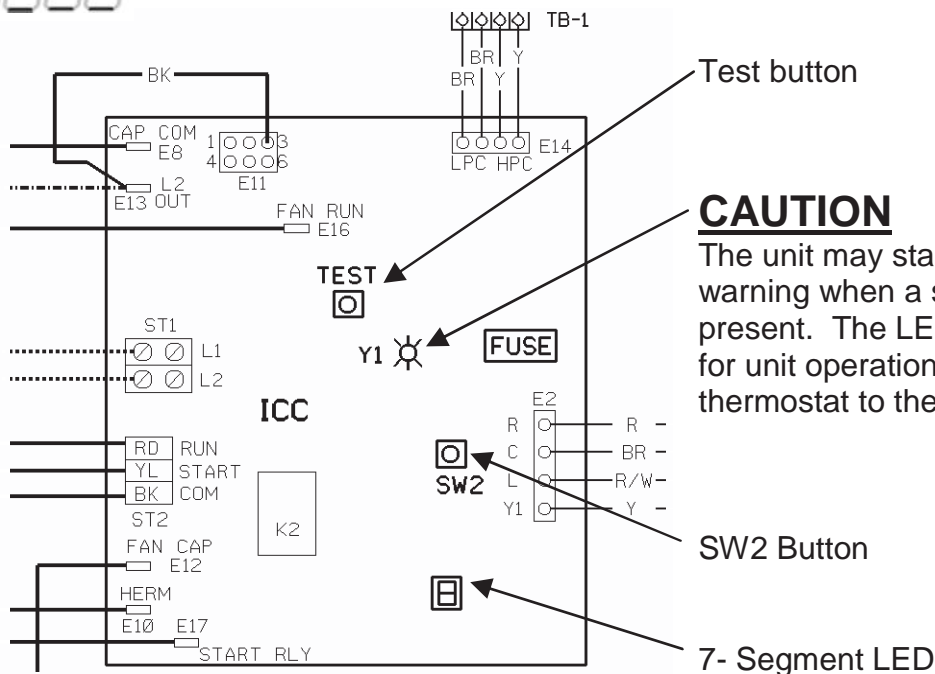 TB-1
BK
BR Y
BR Y
Test button
CAP COM
E8
1 3
4 6
E11
E14
LPC HPC
L2
OUT
E13
FAN RUN
E16
CAUTION
The unit may sta
warning when a s
present. The LE
for unit operation
thermostat to the
TEST
ST1
L1
L2
Y1
FUSE
ICC
E2
R R
C BR
L R/W
Y1 Y
RD RUN
YL START
BK COM
ST2
SW2
K2
SW2 Button
FAN CAP
E12
HERM
E10 E17
START RLY
7- Segment LED